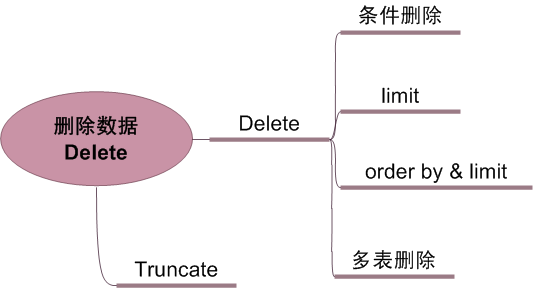 删除数据
Delete
Delete
条件删除
limit
order by & limit
多表删除
Truncate